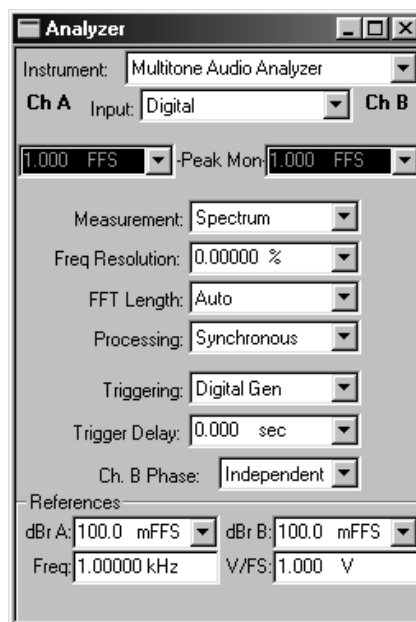 Analyzer
Instrument: Multitone Audio Analyzer
Ch A Input: Digital Ch B
1.000 FFS -Peak Mon- 1.000 FFS
Measurement: Spectrum
Freq Resolution: 0.00000 %
FFT Length: Auto
Processing: Synchronous
Triggering: Digital Gen
Trigger Delay: 0.000 sec
Ch. B Phase: Independent
References
dBr A: 100.0 mFFS dBr B: 100.0 mFFS
Freq: 1.00000 kHz V/FS: 1.000 V